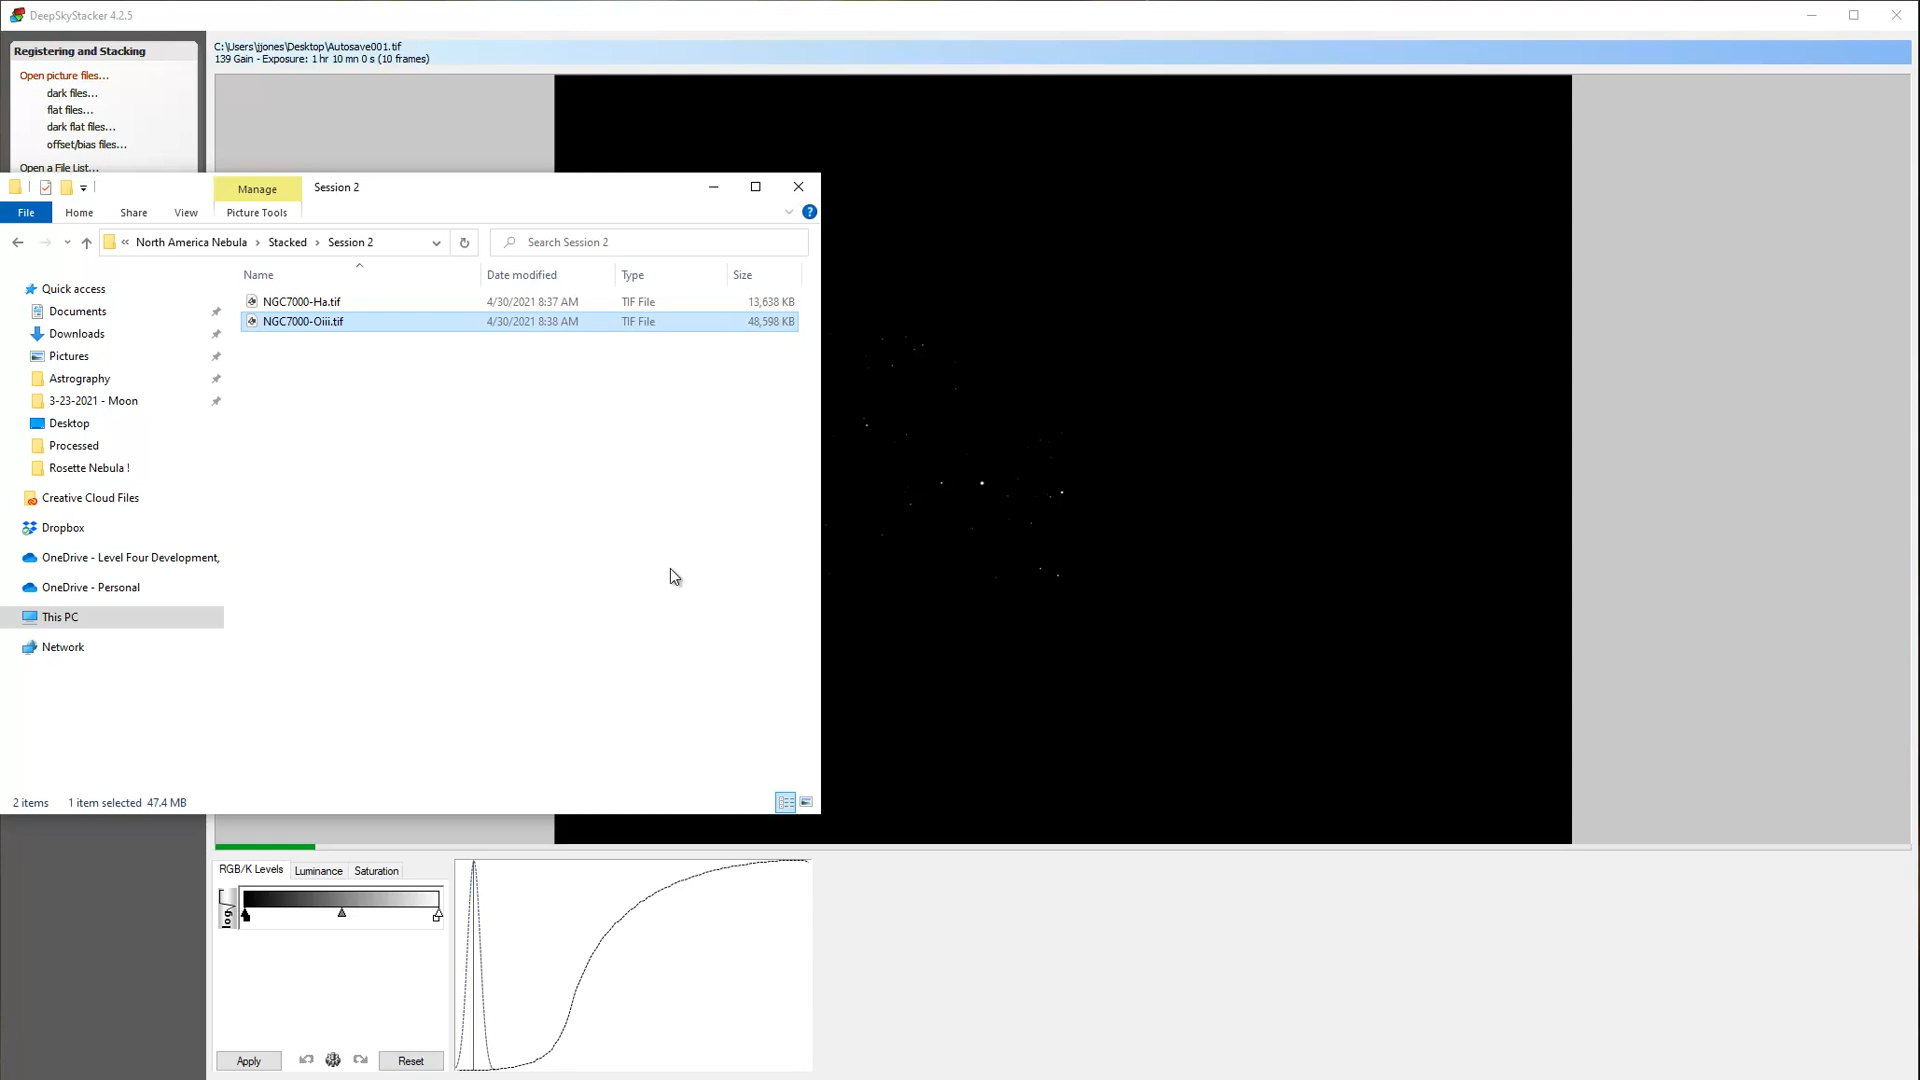 DeepSkyStacker 4.2.5
Registering and Stacking
Open picture files...
dark files...
flat files...
dark flat files...
offset/bias files...
Open a File List...
C:\Users\jjones\Desktop\Autosave001.tif
139 Gain - Exposure: 1 hr 10 mn 0 s (10 frames)
Manage
Session 2
File
Home
Share
View
Picture Tools
?
« North America Nebula > Stacked > Session 2
Search Session 2
Name
Date modified
Type
Size
NGC7000-Ha.tif 4/30/2021 8:37 AM TIF File 13,638 KB
NGC7000-Oiii.tif 4/30/2021 8:38 AM TIF File 48,598 KB
Quick access
Documents
Downloads
Pictures
Astrography
3-23-2021 - Moon
Desktop
Processed
Rosette Nebula !
Creative Cloud Files
Dropbox
OneDrive - Level Four Development,
OneDrive - Personal
This PC
Network
2 items 1 item selected 47.4 MB
RGB/K Levels
Luminance
Saturation
log
Apply
Reset